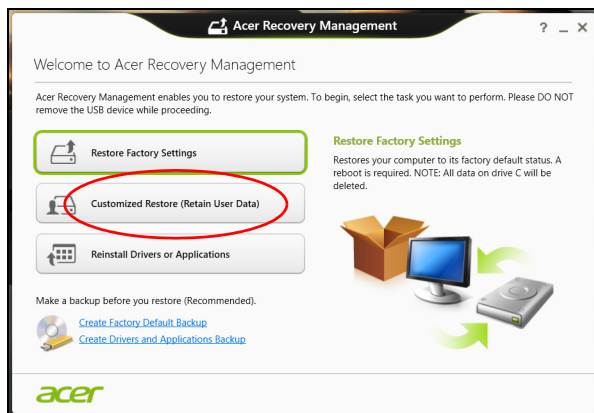 Acer Recovery Management
? _ X
Welcome to Acer Recovery Management
Acer Recovery Management enables you to restore your system. To begin, select the task you want to perform. Please DO NOT
remove the USB device while proceeding.
Restore Factory Settings
Customized Restore (Retain User Data)
Reinstall Drivers or Applications
Restore Factory Settings
Restores your computer to its factory default status. A
reboot is required. NOTE: All data on drive C will be
deleted.
Make a backup before you restore (Recommended).
Create Factory Default Backup
Create Drivers and Applications Backup
acer